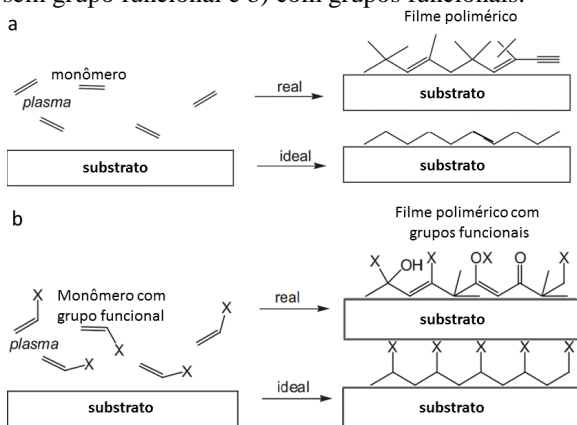 sem grupo funcional e b) com grupos funcionais.
a
Filme polimérico
monômero
plasma
real
substrato
substrato
ideal
substrato
b
Filme polimérico com
grupos funcionais
X
Monômero com
grupo funcional
X
plasma
X
X
X
real
X
OH
X
OX
O
X
substrato
substrato
ideal
X X X X X
substrato